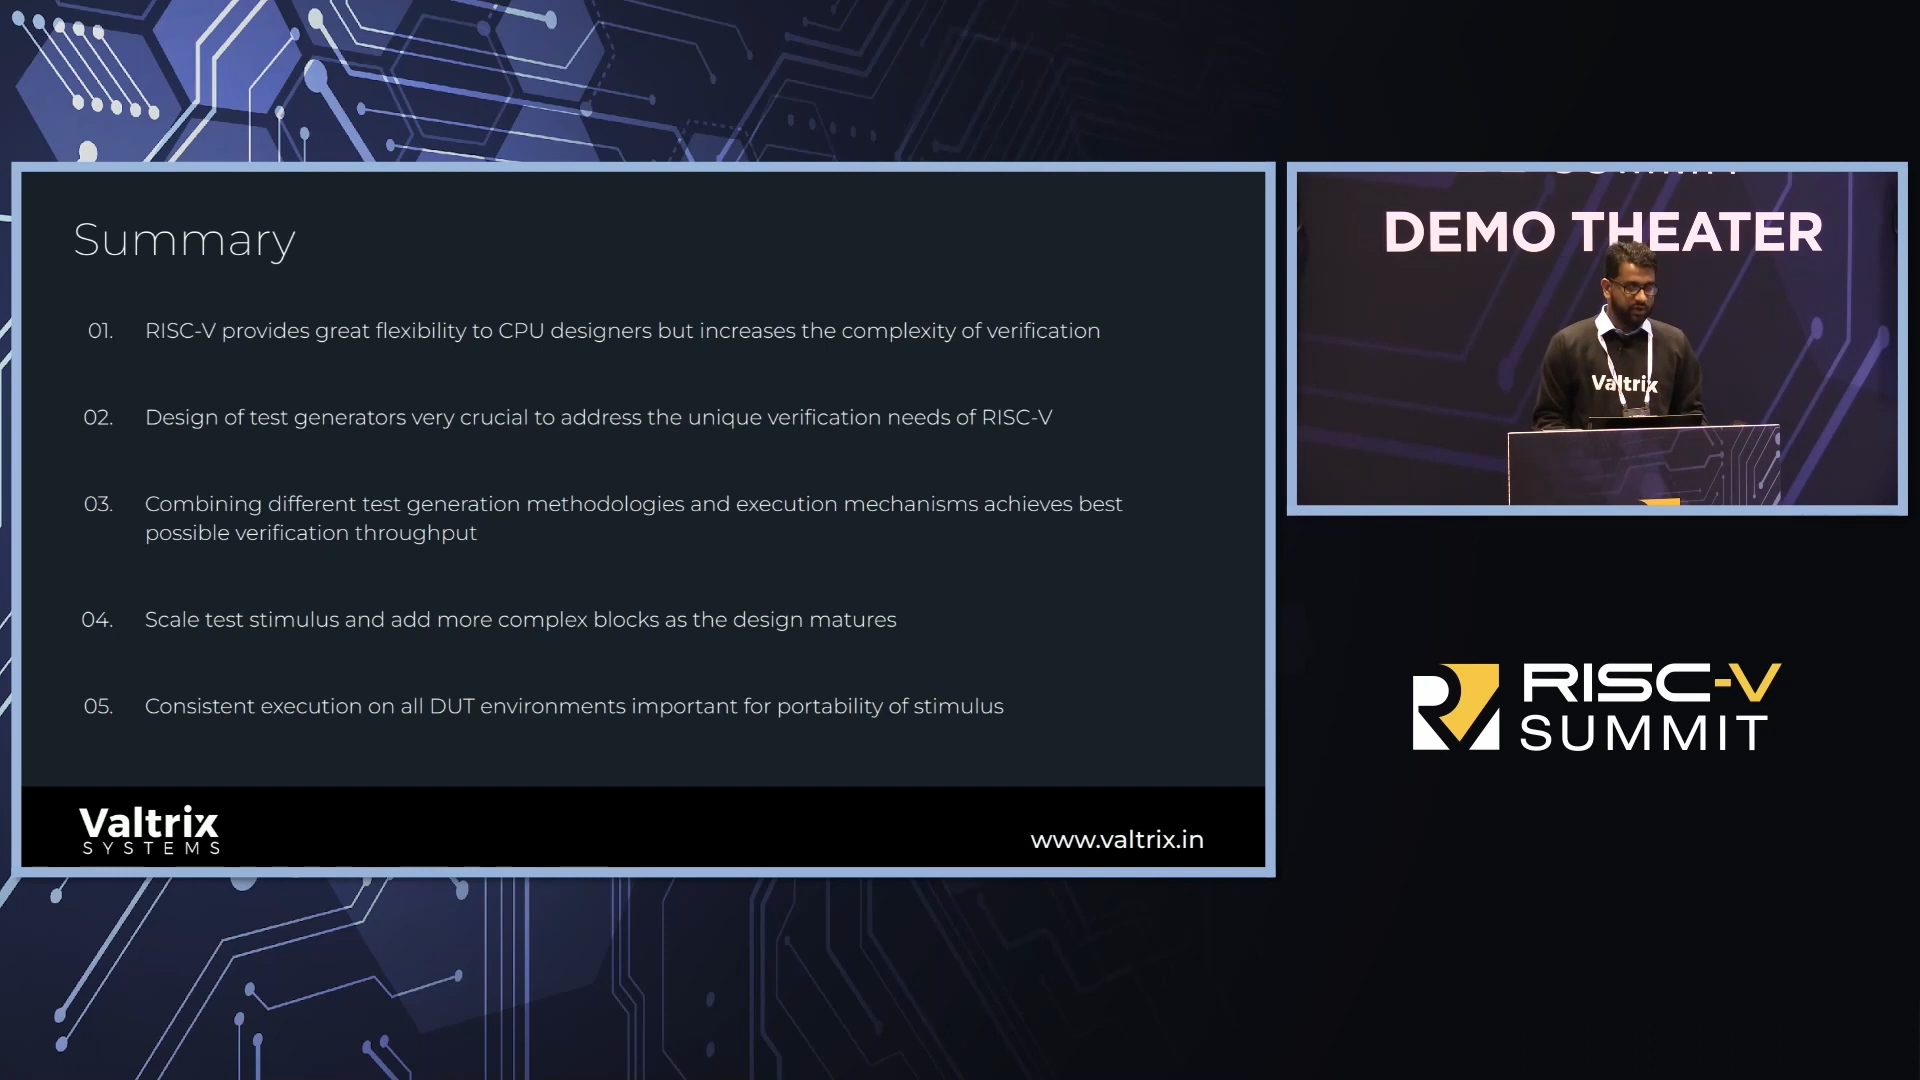 Summary
01. RISC-V provides great flexibility to CPU designers but increases the complexity of verification
02. Design of test generators very crucial to address the unique verification needs of RISC-V
03. Combining different test generation methodologies and execution mechanisms achieves best
possible verification throughput
04. Scale test stimulus and add more complex blocks as the design matures
05. Consistent execution on all DUT environments important for portability of stimulus
Valtrix
SYSTEMS
www.valtrix.in
DEMO THEATER
Valtrix
RISC-V
SUMMIT